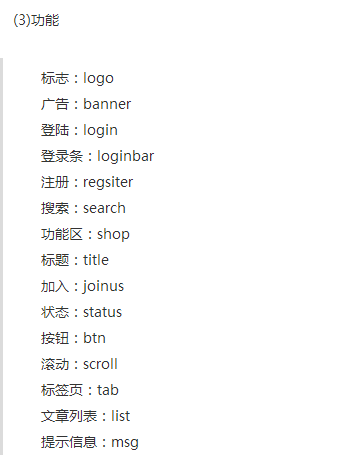 (3)功能
标志：logo
广告：banner
登陆：login
登录条：loginbar
注册：regsiter
搜索：search
功能区：shop
标题：title
加入：joinus
状态：status
按钮：btn
滚动：scroll
标签页：tab
文章列表：list
提示信息：msg